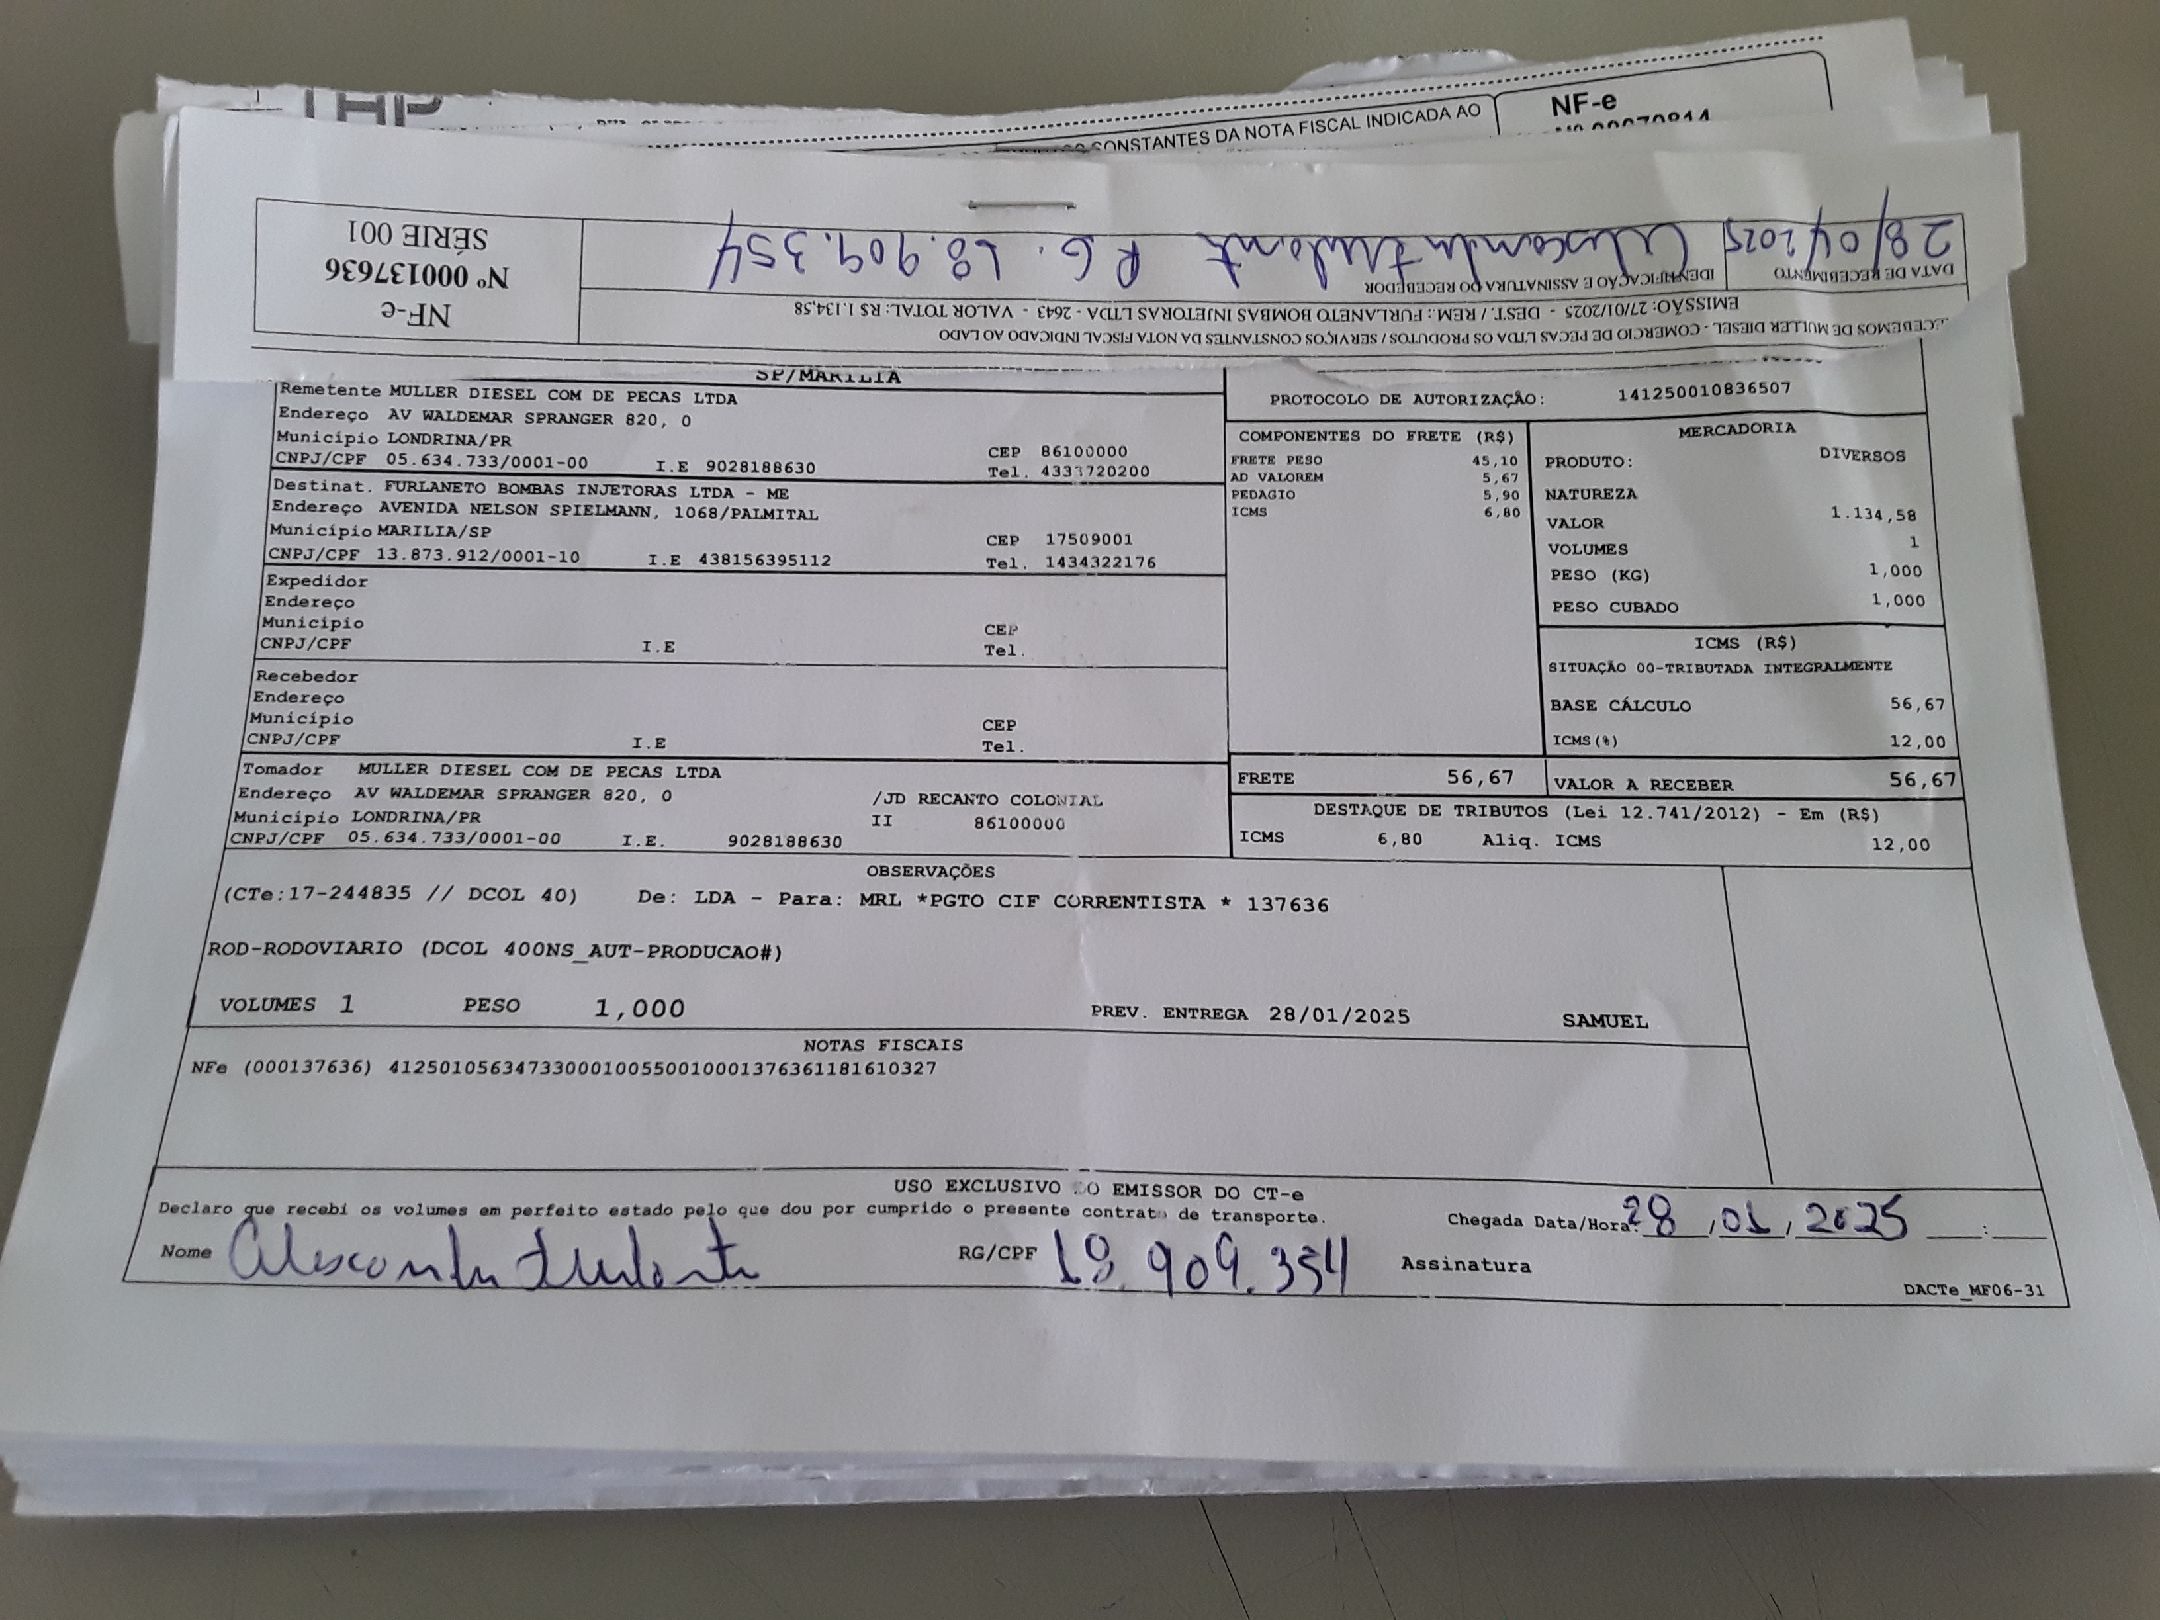 CONSTANTES DA NOTA FISCAL INDICADA AO
NF-e
28/01/2025
R G. 18.909.354
DATA DE RECEBIMENTO
IDENTIFICAÇÃO E ASSINATURA DO RECEBEDOR
NF-e
Nº 000137636
SÉRIE 001
EMISSÃO: 27/01/2025 - DEST. / REM.: FURLANETO BOMBAS INJETORAS LTDA - 2643 - VALOR TOTAL: R$ 1.134,58
DE MULLER DIESEL - COMERCIO DE PECAS LTDA OS PRODUTOS / SERVIÇOS CONSTANTES DA NOTA FISCAL INDICADO AO LADO
SP/MARILIA
Remetente MULLER DIESEL COM DE PECAS LTDA
Endereço AV WALDEMAR SPRANGER 820, 0
Município LONDRINA/PR CEP 86100000
CNPJ/CPF 05.634.733/0001-00 I.E 9028188630 Tel. 4333720200
Destinat. FURLANETO BOMBAS INJETORAS LTDA - ME
Endereço AVENIDA NELSON SPIELMANN, 1068/PALMITAL
Município MARILIA/SP CEP 17509001
CNPJ/CPF 13.873.912/0001-10 I.E 438156395112 Tel. 1434322176
Expedidor
Endereço
Município CEP
CNPJ/CPF I.E Tel.
Recebedor
Endereço
Município CEP
CNPJ/CPF I.E Tel.
Tomador MULLER DIESEL COM DE PECAS LTDA
Endereço AV WALDEMAR SPRANGER 820, 0 /JD RECANTO COLONIAL
Município LONDRINA/PR II 86100000
CNPJ/CPF 05.634.733/0001-00 I.E. 9028188630
PROTOCOLO DE AUTORIZAÇÃO: 141250010836507
COMPONENTES DO FRETE (R$)
FRETE PESO 45,10
AD VALOREM 5,67
PEDAGIO 5,90
ICMS 6,80
MERCADORIA
PRODUTO: DIVERSOS
NATUREZA
VALOR 1.134,58
VOLUMES 1
PESO (KG) 1,000
PESO CUBADO 1,000
ICMS (R$)
SITUAÇÃO 00-TRIBUTADA INTEGRALMENTE
BASE CÁLCULO 56,67
ICMS(%) 12,00
FRETE 56,67 VALOR A RECEBER 56,67
DESTAQUE DE TRIBUTOS (Lei 12.741/2012) - Em (R$)
ICMS 6,80 Aliq. ICMS 12,00
OBSERVAÇÕES
(CTe:17-244835 // DCOL 40) De: LDA - Para: MRL *PGTO CIF CORRENTISTA * 137636
ROD-RODOVIARIO (DCOL 400NS_AUT-PRODUCAO#)
VOLUMES 1 PESO 1,000 PREV. ENTREGA 28/01/2025 SAMUEL
NOTAS FISCAIS
NFe (000137636) 41250105634733000100550010001376361181610327
USO EXCLUSIVO DO EMISSOR DO CT-e
Declaro que recebi os volumes em perfeito estado pelo que dou por cumprido o presente contrato de transporte.
Chegada Data/Hora: 28/01/2025 :
Nome RG/CPF 18.909.354 Assinatura
DACTe_MF06-31